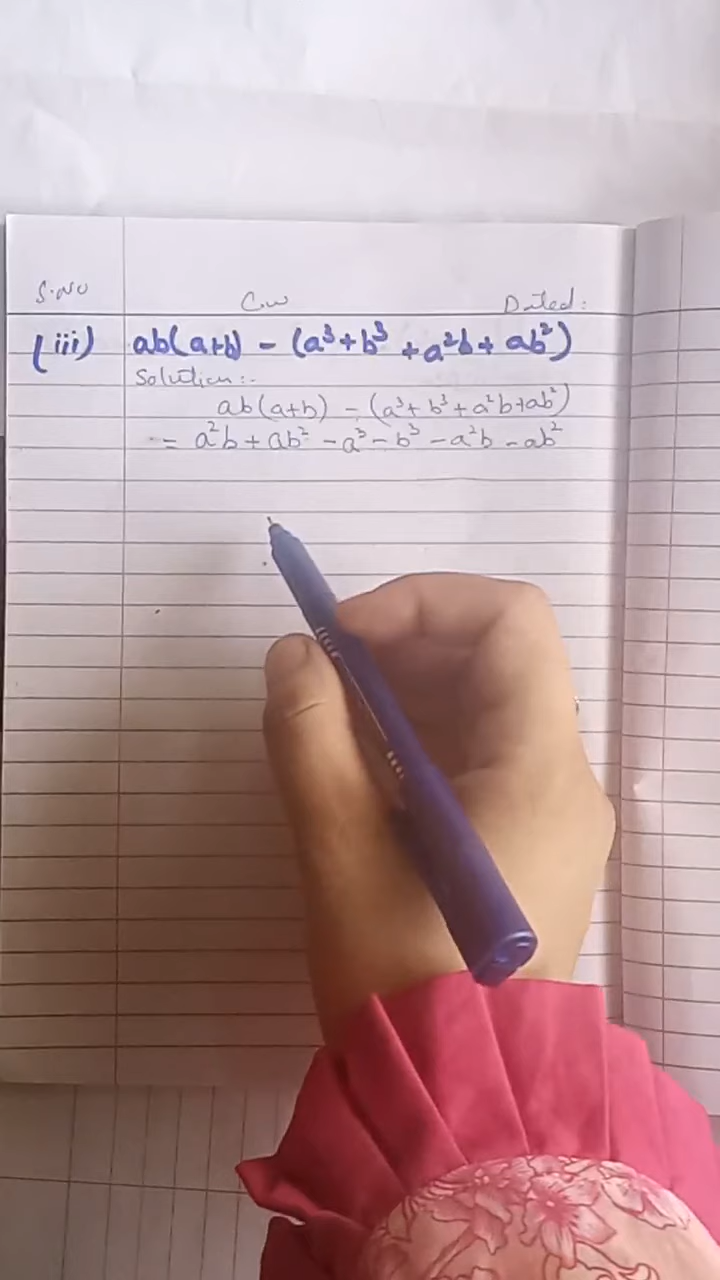 S.No C.w Dated:
(iii) ab(a+b) - (a³+b³ +a²b+ ab²)
Solution:-
ab(a+b) - (a³+b³+a²b+ab²)
= a²b+ab² -a³-b³ -a²b -ab²